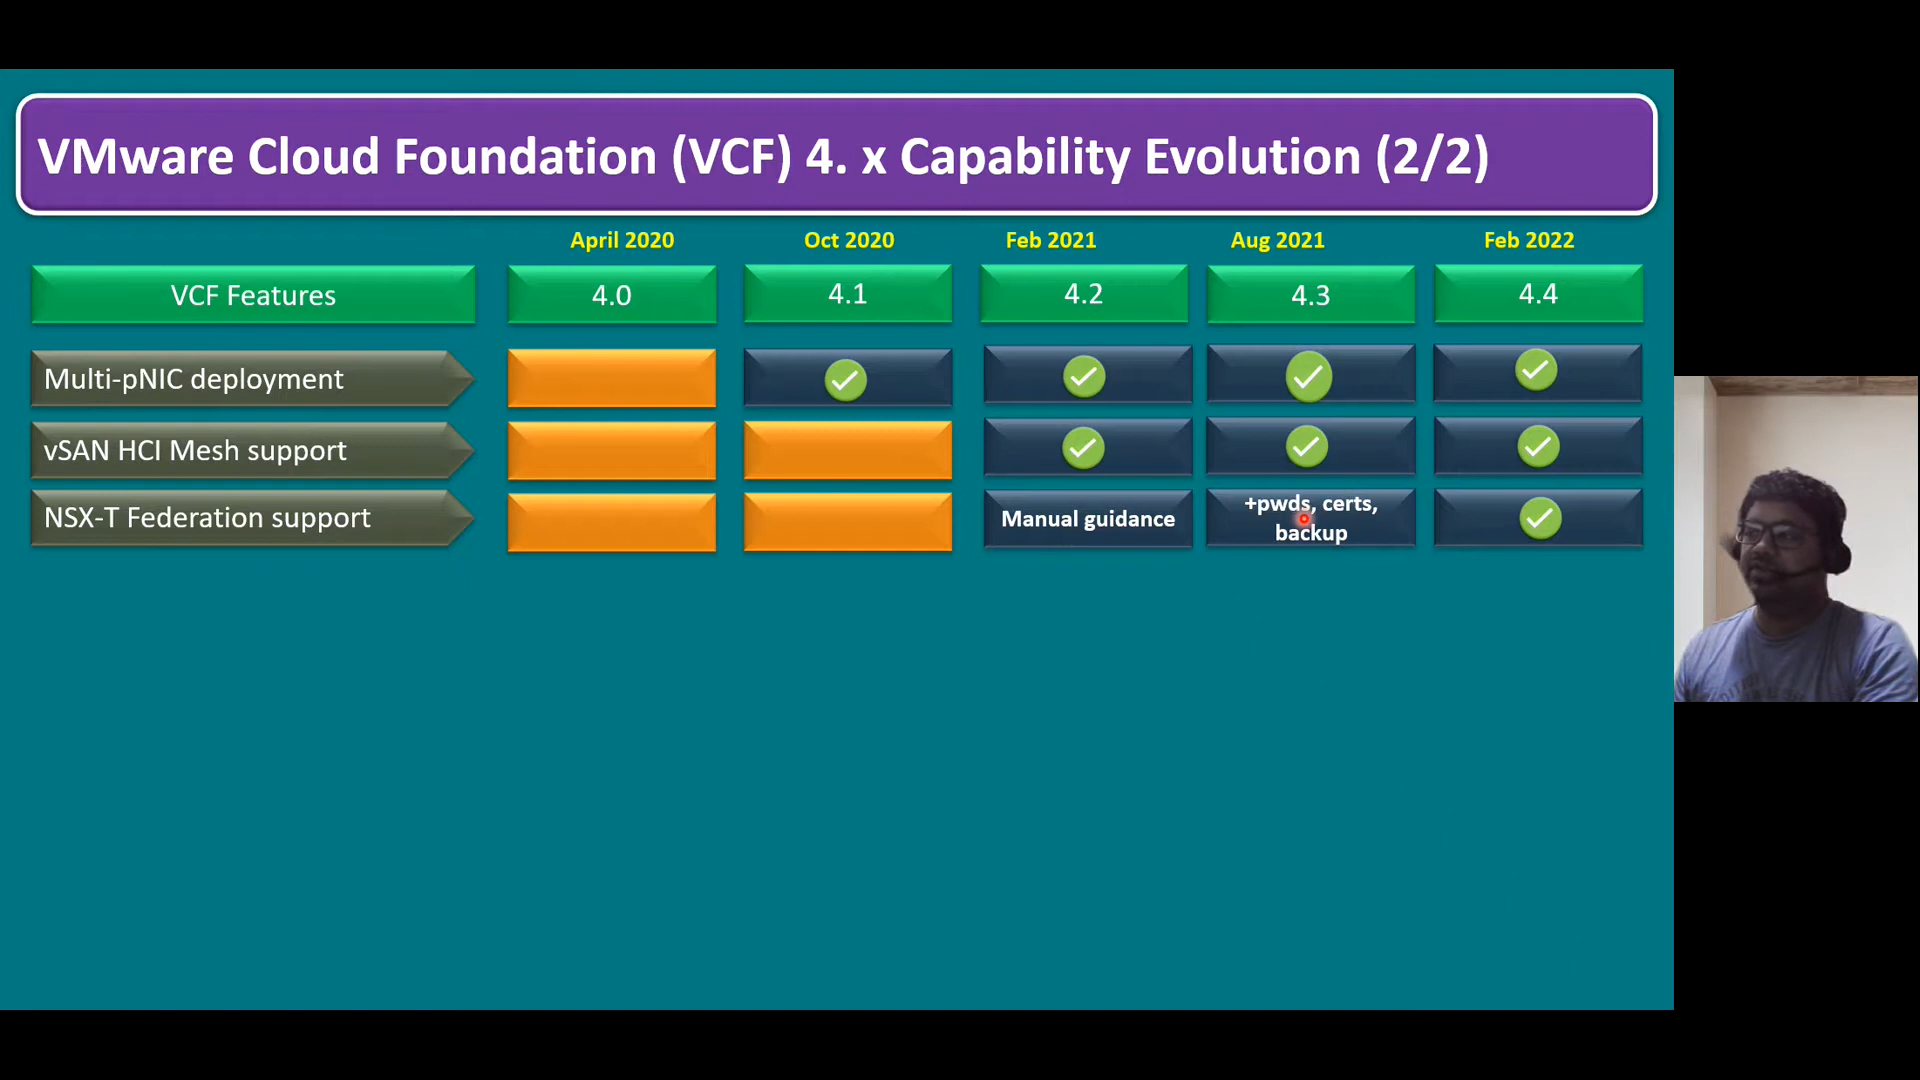 VMware Cloud Foundation (VCF) 4. x Capability Evolution (2/2)
April 2020
Oct 2020
Feb 2021
Aug 2021
Feb 2022
VCF Features
4.0
4.1
4.2
4.3
4.4
Multi-pNIC deployment
vSAN HCI Mesh support
NSX-T Federation support
Manual guidance
+pwds, certs,
backup